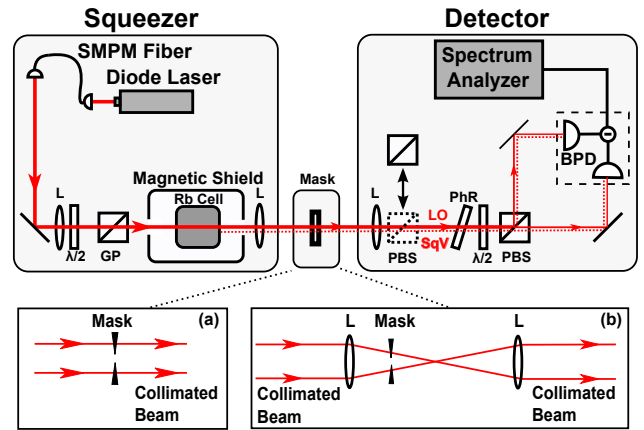 Squeezer
SMPM Fiber
Diode Laser
Magnetic Shield
Rb Cell
L
λ/2
GP
L
Mask
Detector
Spectrum
Analyzer
BPD
L
PBS
LO
SqV
PhR
λ/2
PBS
(a)
Mask
Collimated
Beam
(b)
L
Mask
L
Collimated
Beam
Collimated
Beam